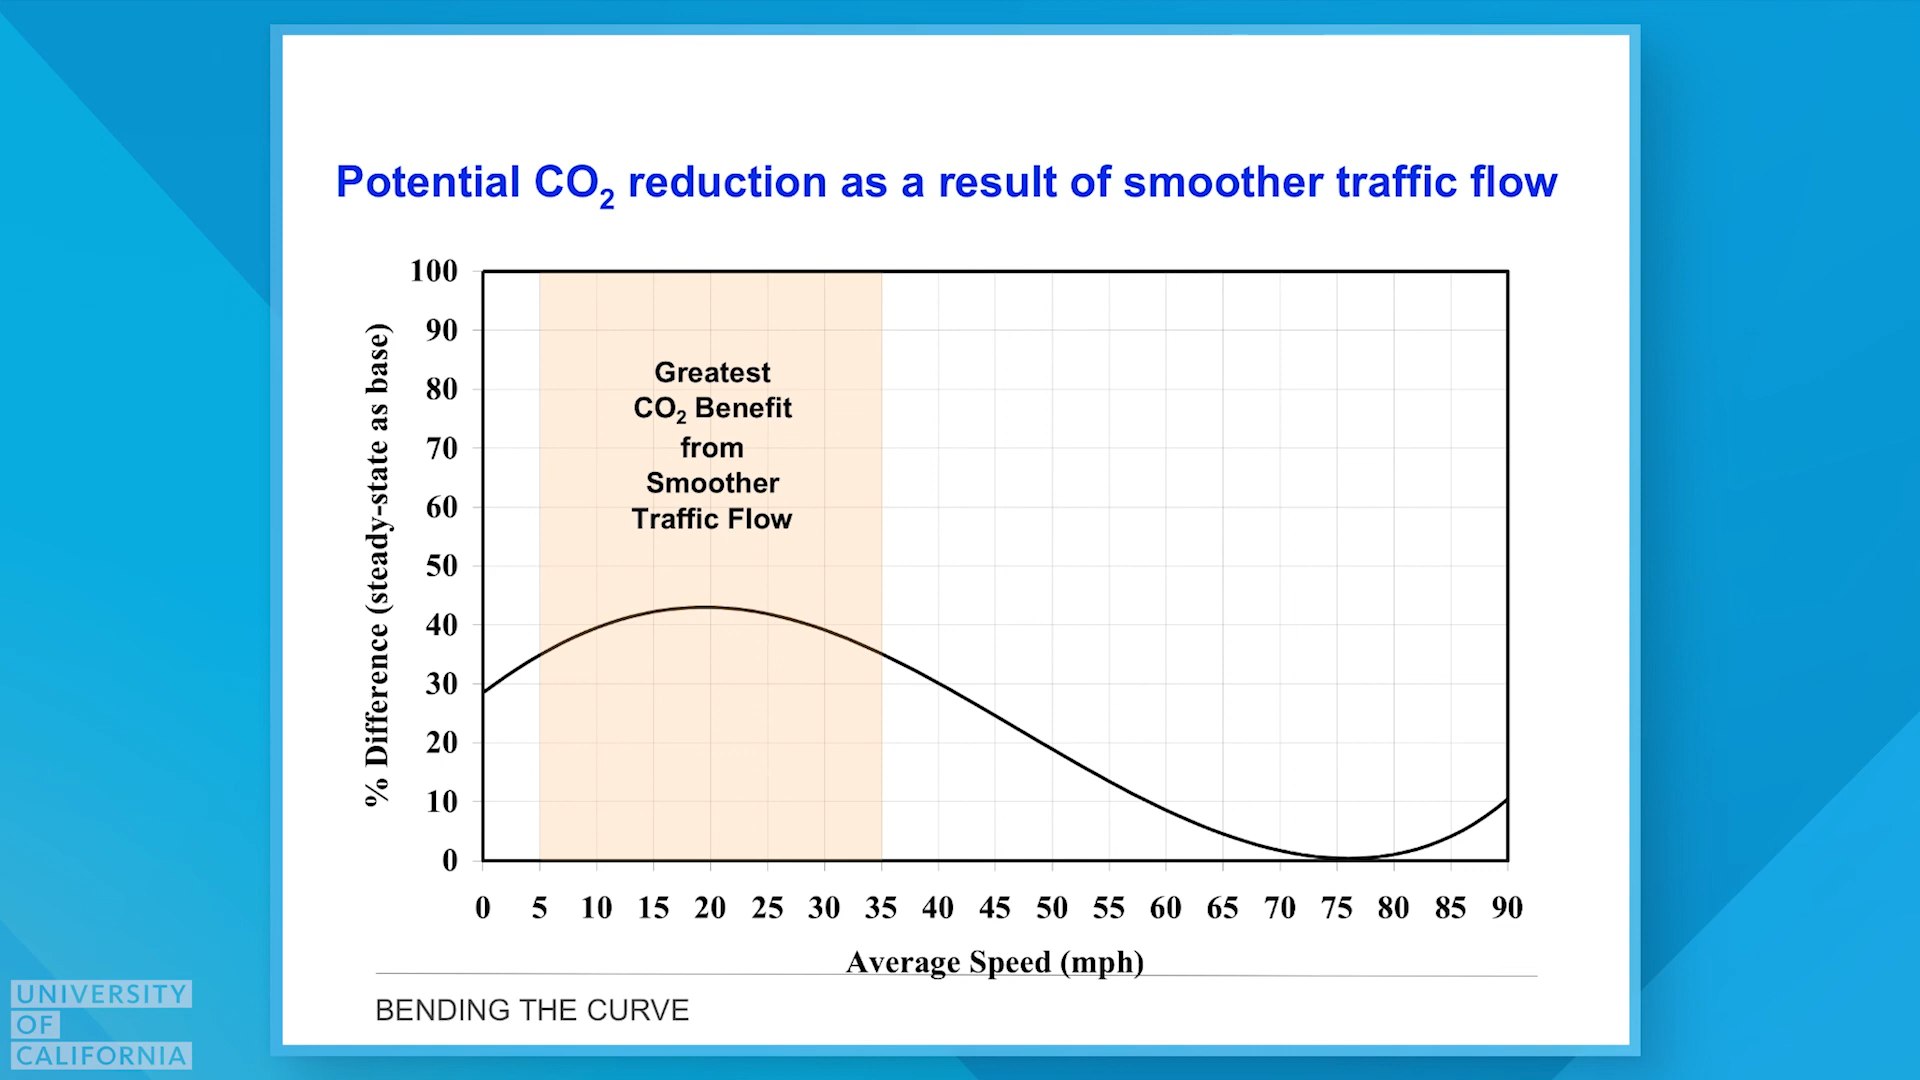 Potential CO₂ reduction as a result of smoother traffic flow
% Difference (steady-state as base)
100
90
80
70
60
50
40
30
20
10
0
Greatest
CO₂ Benefit
from
Smoother
Traffic Flow
0 5 10 15 20 25 30 35 40 45 50 55 60 65 70 75 80 85 90
Average Speed (mph)
BENDING THE CURVE
UNIVERSITY
OF
CALIFORNIA